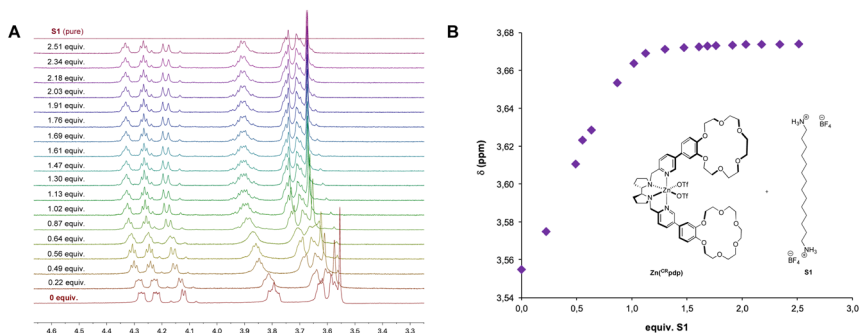 A
S1 (pure)
2.51 equiv.
2.34 equiv.
2.18 equiv.
2.03 equiv.
1.91 equiv.
1.76 equiv.
1.69 equiv.
1.61 equiv.
1.47 equiv.
1.30 equiv.
1.13 equiv.
1.02 equiv.
0.87 equiv.
0.64 equiv.
0.56 equiv.
0.49 equiv.
0.22 equiv.
0 equiv.
4.6 4.5 4.4 4.3 4.2 4.1 4.0 3.9 3.8 3.7 3.6 3.5 3.4 3.3
B
δ (ppm)
3,68
3,66
3,64
3,62
3,60
3,58
3,56
3,54
0,0 0,5 1,0 1,5 2,0 2,5 3,0
equiv. S1
O O
O
O O
O
N
N Zn OTf
N OTf
N
O O
O
O O
O
Zn(CRpdp)
+
H3N ⊕ ⊖ BF4
⊖ BF4 ⊕ NH3
S1